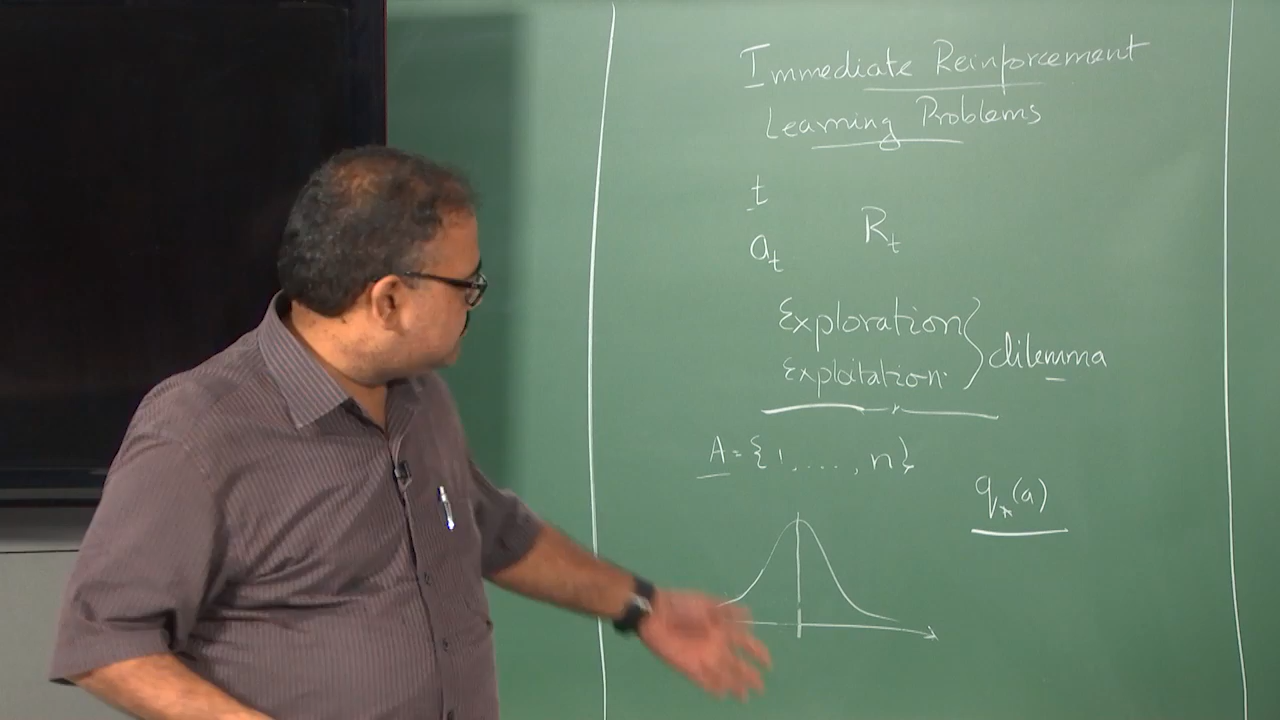 Immediate Reinforcement
Learning Problems
t
a_t R_t
Exploration
Exploitation. } dilemma
A = {1, ...., n}
q_*(a)